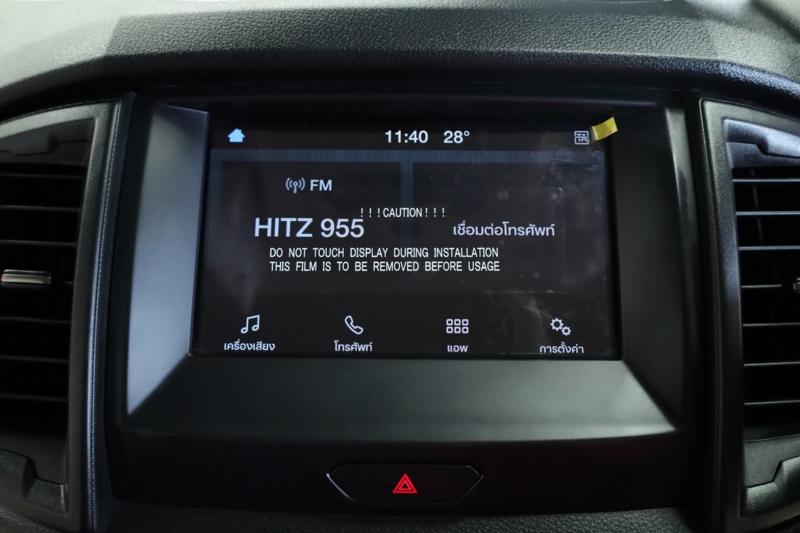 11:40 28°
FM
!!!CAUTION!!!
HITZ 955
เชื่อมต่อโทรศัพท์
DO NOT TOUCH DISPLAY DURING INSTALLATION
THIS FILM IS TO BE REMOVED BEFORE USAGE
เครื่องเสียง
โทรศัพท์
แอพ
การตั้งค่า